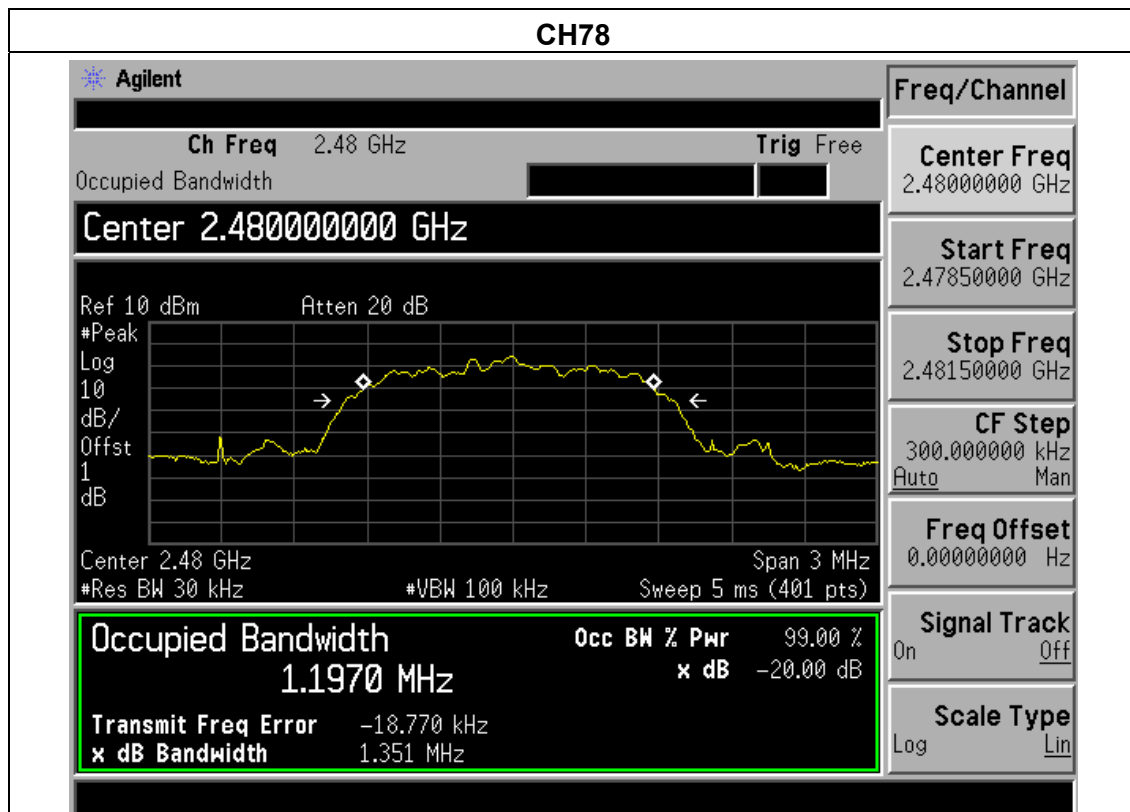 CH78
Agilent
Freq/Channel
Ch Freq 2.48 GHz Trig Free
Occupied Bandwidth
Center 2.480000000 GHz
Ref 10 dBm Atten 20 dB
#Peak
Log
10
dB/
Offst
1
dB
Center 2.48 GHz Span 3 MHz
#Res BW 30 kHz #VBW 100 kHz Sweep 5 ms (401 pts)
Occupied Bandwidth
1.1970 MHz
Occ BW % Pwr 99.00 %
x dB -20.00 dB
Transmit Freq Error -18.770 kHz
x dB Bandwidth 1.351 MHz
Center Freq
2.48000000 GHz
Start Freq
2.47850000 GHz
Stop Freq
2.48150000 GHz
CF Step
300.000000 kHz
Auto Man
Freq Offset
0.00000000 Hz
Signal Track
On Off
Scale Type
Log Lin